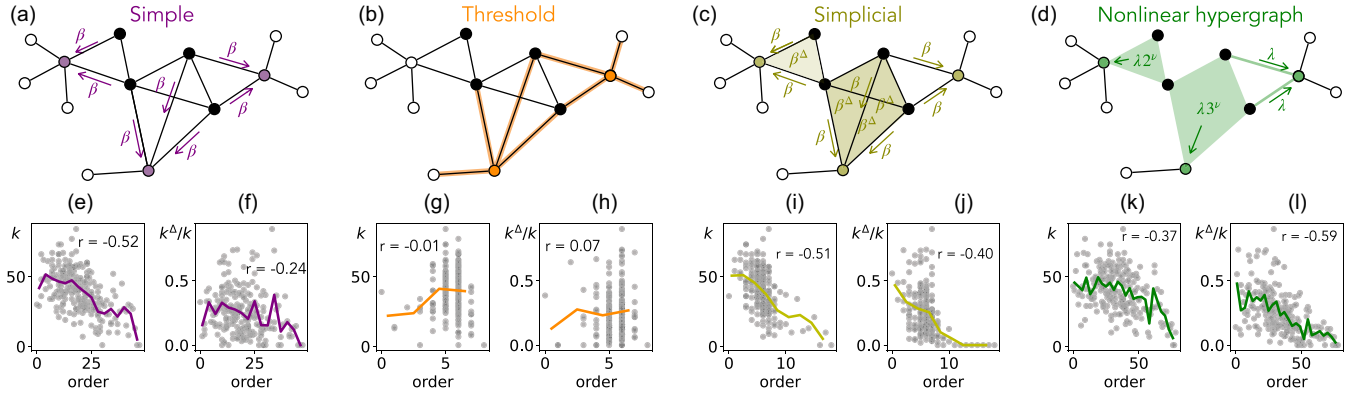 (a) Simple
β
β
β
β
β
β
β
(b) Threshold
(c) Simplicial
β
β
β
β
β
β
β
β^Δ
β^Δ
β^Δ
(d) Nonlinear hypergraph
λ2^ν
λ3^ν
λ
λ
(e)
k
r = -0.52
50
0
0 25
order
(f)
k^Δ/k
r = -0.24
0.5
0.0
0 25
order
(g)
k
r = -0.01
50
0
0 5
order
(h)
k^Δ/k
r = 0.07
0.5
0.0
0 5
order
(i)
k
r = -0.51
50
0
0 10
order
(j)
k^Δ/k
r = -0.40
0.5
0.0
0 10
order
(k)
k
r = -0.37
50
0
0 50
order
(l)
k^Δ/k
r = -0.59
0.5
0.0
0 50
order